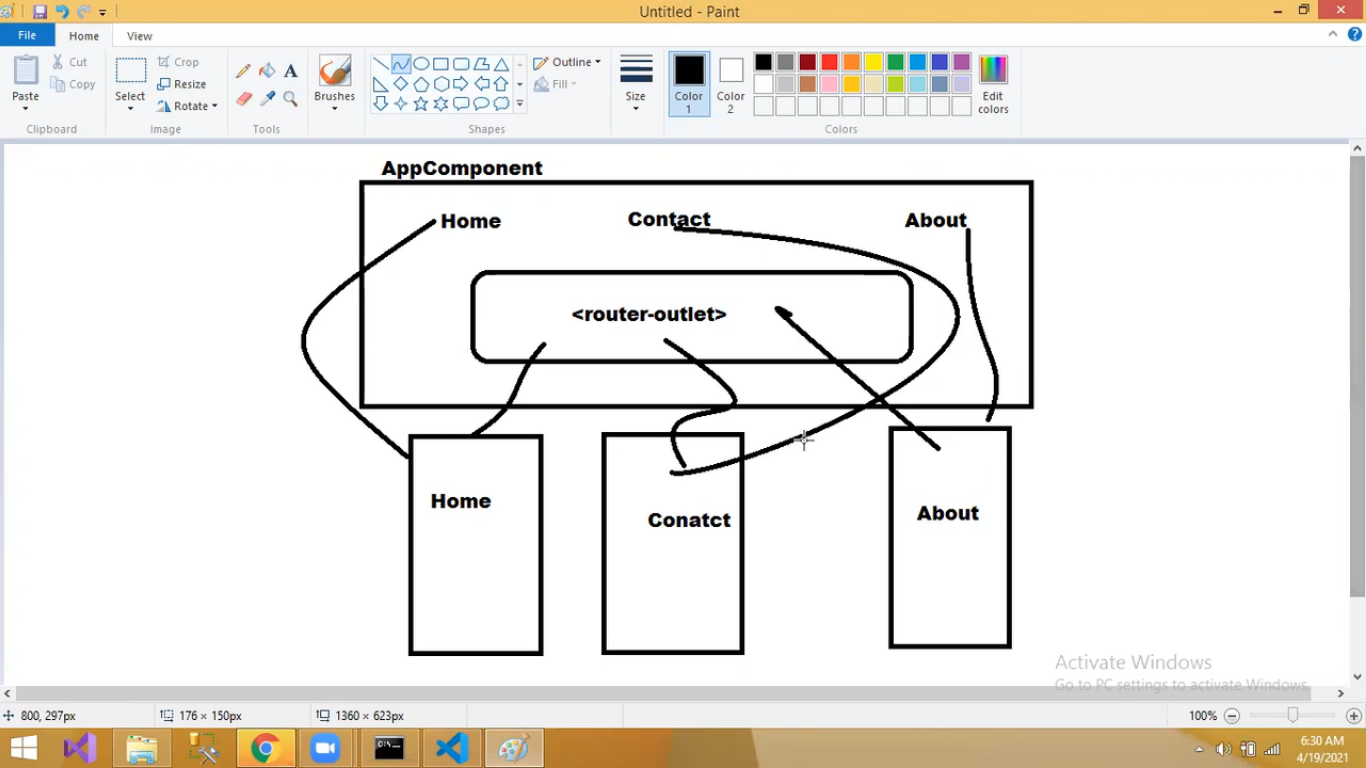 Untitled - Paint
File Home View
Paste
Cut
Copy
Clipboard
Select
Crop
Resize
Rotate
Image
A
Tools
Brushes
Outline
Fill
Shapes
Size
Color 1
Color 2
Edit colors
Colors
AppComponent
Home Contact About
<router-outlet>
Home
Conatct
About
Activate Windows
Go to PC settings to activate Windows.
800, 297px 176 × 150px 1360 × 623px 100%
6:30 AM
4/19/2021